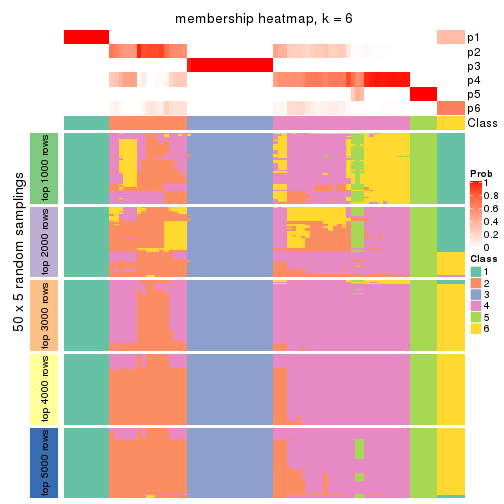 membership heatmap, k = 6
p1
p2
p3
p4
p5
p6
Class
50 x 5 random samplings
top 1000 rows
top 2000 rows
top 3000 rows
top 4000 rows
top 5000 rows
Prob
1
0.8
0.6
0.4
0.2
0
Class
1
2
3
4
5
6